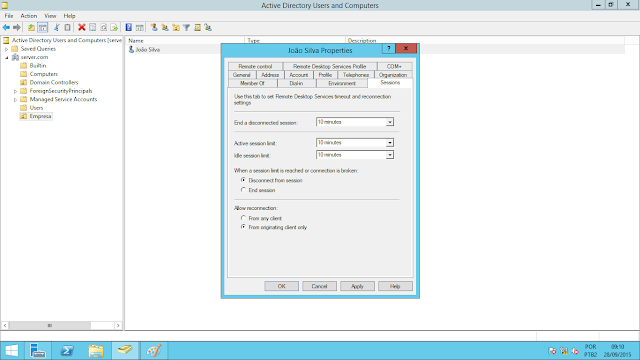 Active Directory Users and Computers
File Action View Help
Active Directory Users and Computers [serve
Saved Queries
server.com
Builtin
Computers
Domain Controllers
ForeignSecurityPrincipals
Managed Service Accounts
Users
Empresa
Name Type Description
João Silva
João Silva Properties
Remote control Remote Desktop Services Profile COM+
General Address Account Profile Telephones Organization
Member Of Dial-in Environment Sessions
Use this tab to set Remote Desktop Services timeout and reconnection
settings
End a disconnected session: 10 minutes
Active session limit: 10 minutes
Idle session limit: 10 minutes
When a session limit is reached or connection is broken:
Disconnect from session
End session
Allow reconnection:
From any client
From originating client only
OK Cancel Apply Help
POR 09:10
PTB2 28/09/2015